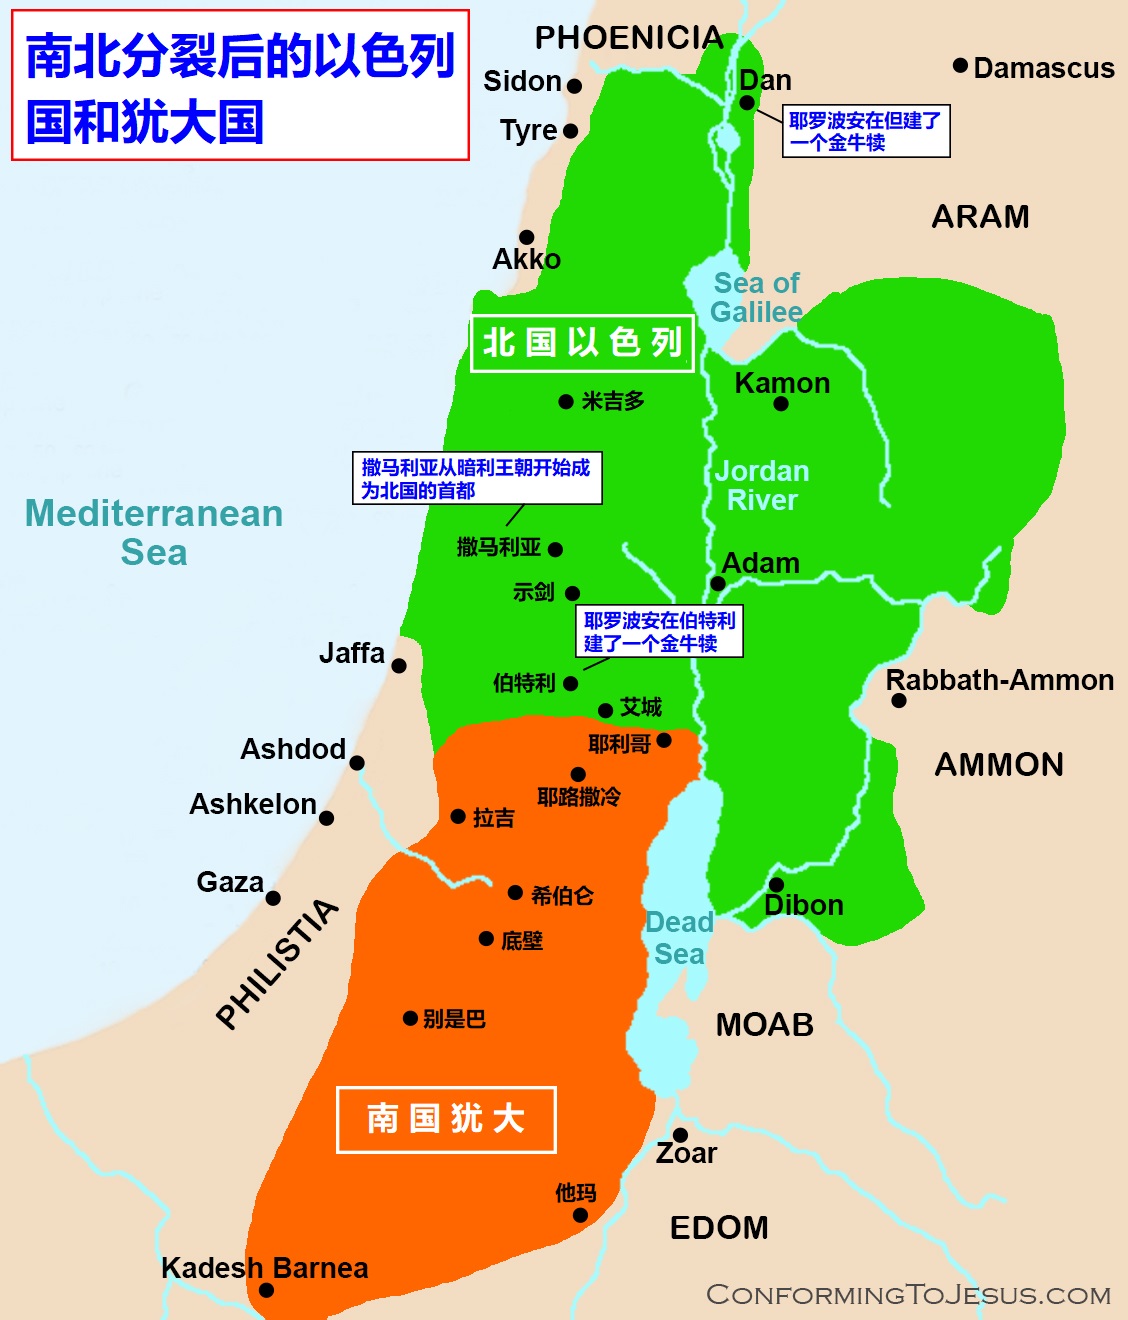 南北分裂后的以色列
国和犹大国
PHOENICIA
Sidon
Dan
Damascus
Tyre
耶罗波安在但建了
一个金牛犊
ARAM
Akko
Sea of
Galilee
北国以色列
Kamon
米吉多
撒马利亚从暗利王朝开始成
为北国的首都
Jordan
River
Mediterranean
Sea
撒马利亚
Adam
示剑
耶罗波安在伯特利
建了一个金牛犊
Jaffa
伯特利
Rabbath-Ammon
艾城
耶利哥
Ashdod
AMMON
耶路撒冷
Ashkelon
拉吉
Gaza
希伯仑
Dibon
PHILISTIA
Dead
Sea
底壁
别是巴
MOAB
南国犹大
Zoar
他玛
EDOM
Kadesh Barnea
CONFORMINGTOJESUS.COM